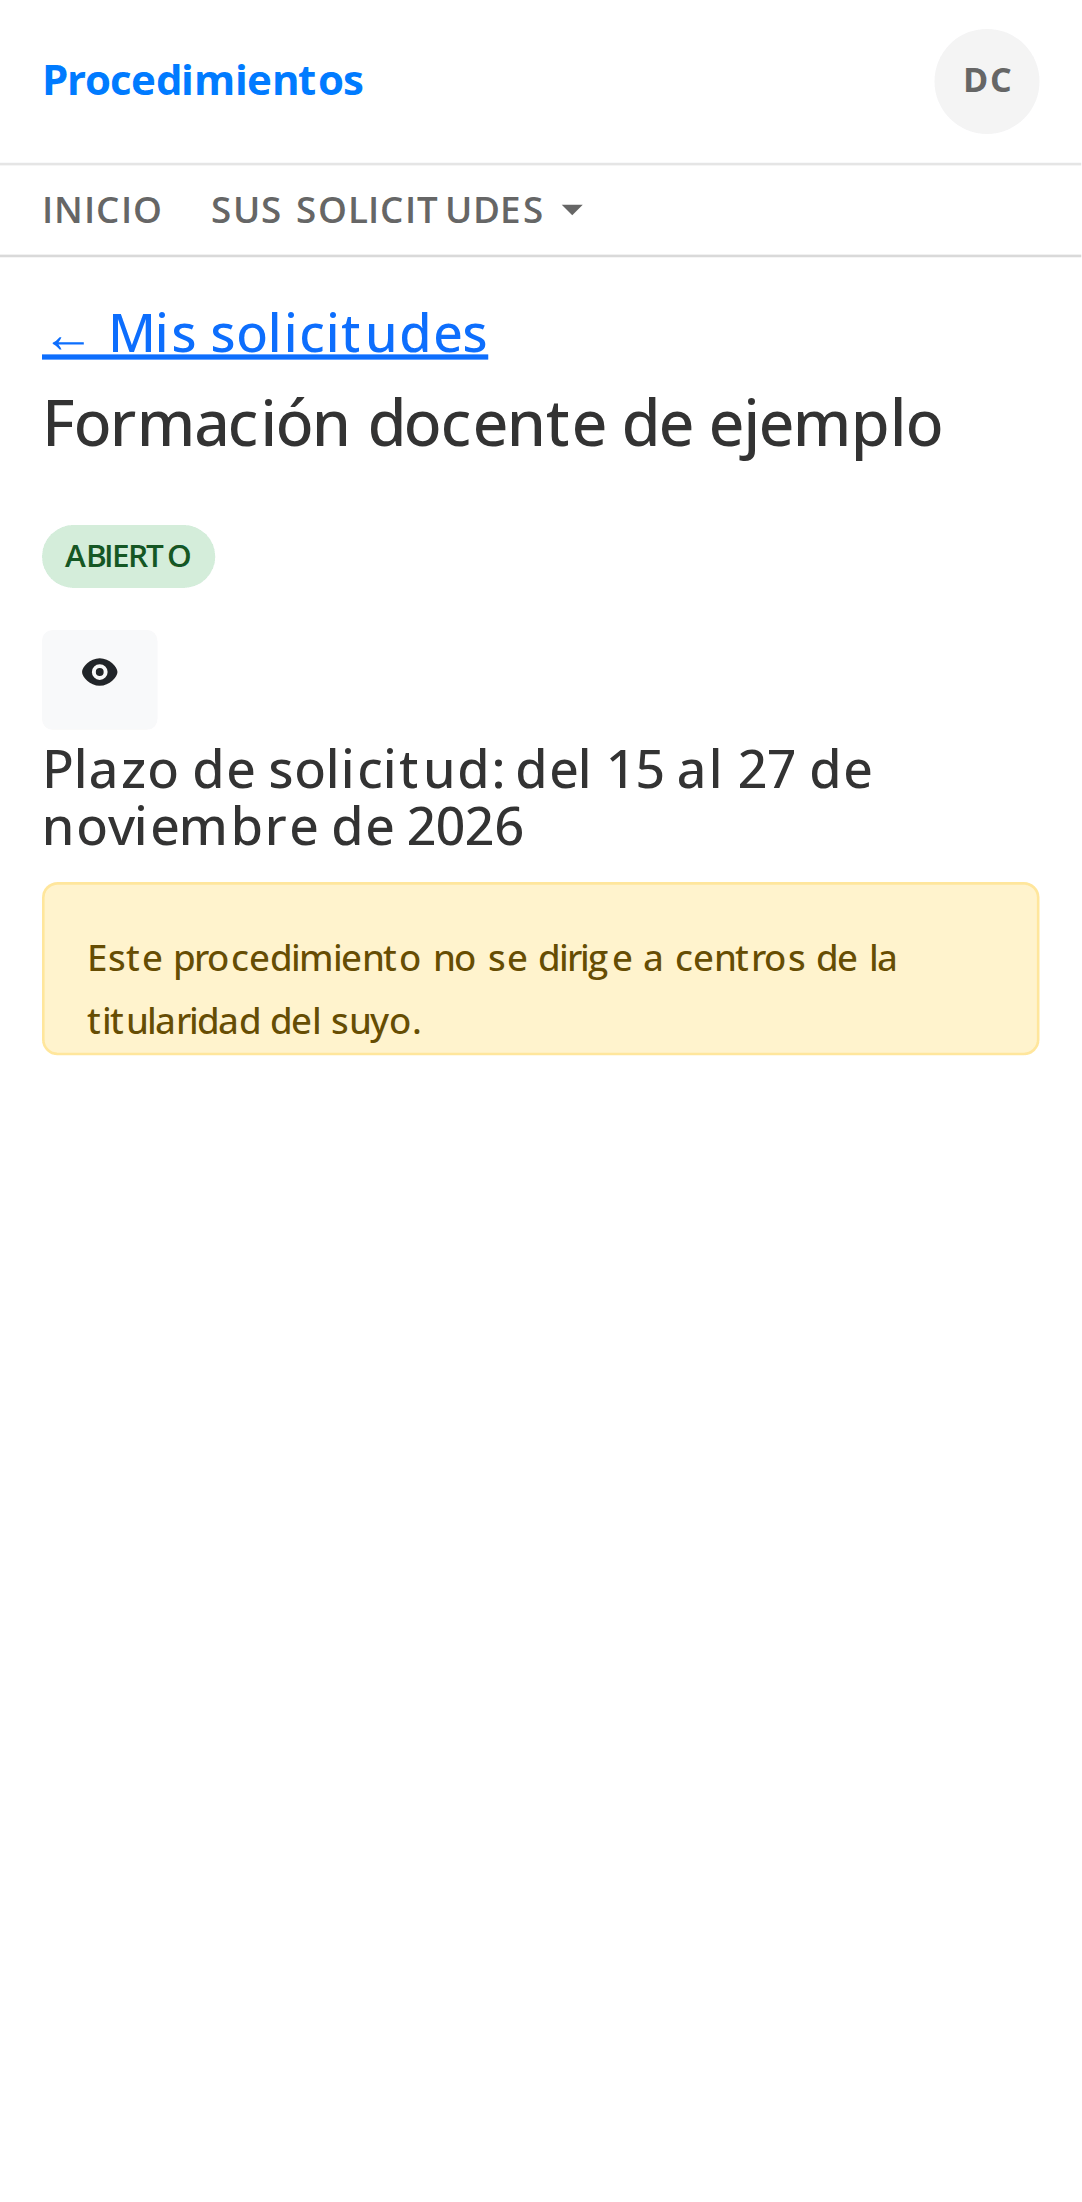 Procedimientos
DC
INICIO SUS SOLICITUDES
← Mis solicitudes
Formación docente de ejemplo
ABIERTO
Plazo de solicitud: del 15 al 27 de
noviembre de 2026
Este procedimiento no se dirige a centros de la
titularidad del suyo.